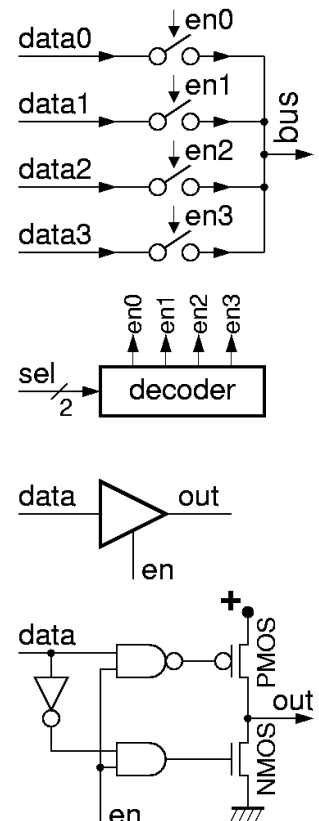 en0
data0
en1
data1
bus
en2
data2
en3
data3
en0 en1 en2 en3
sel
2
decoder
data out
en
+
data
PMOS
out
NMOS
en